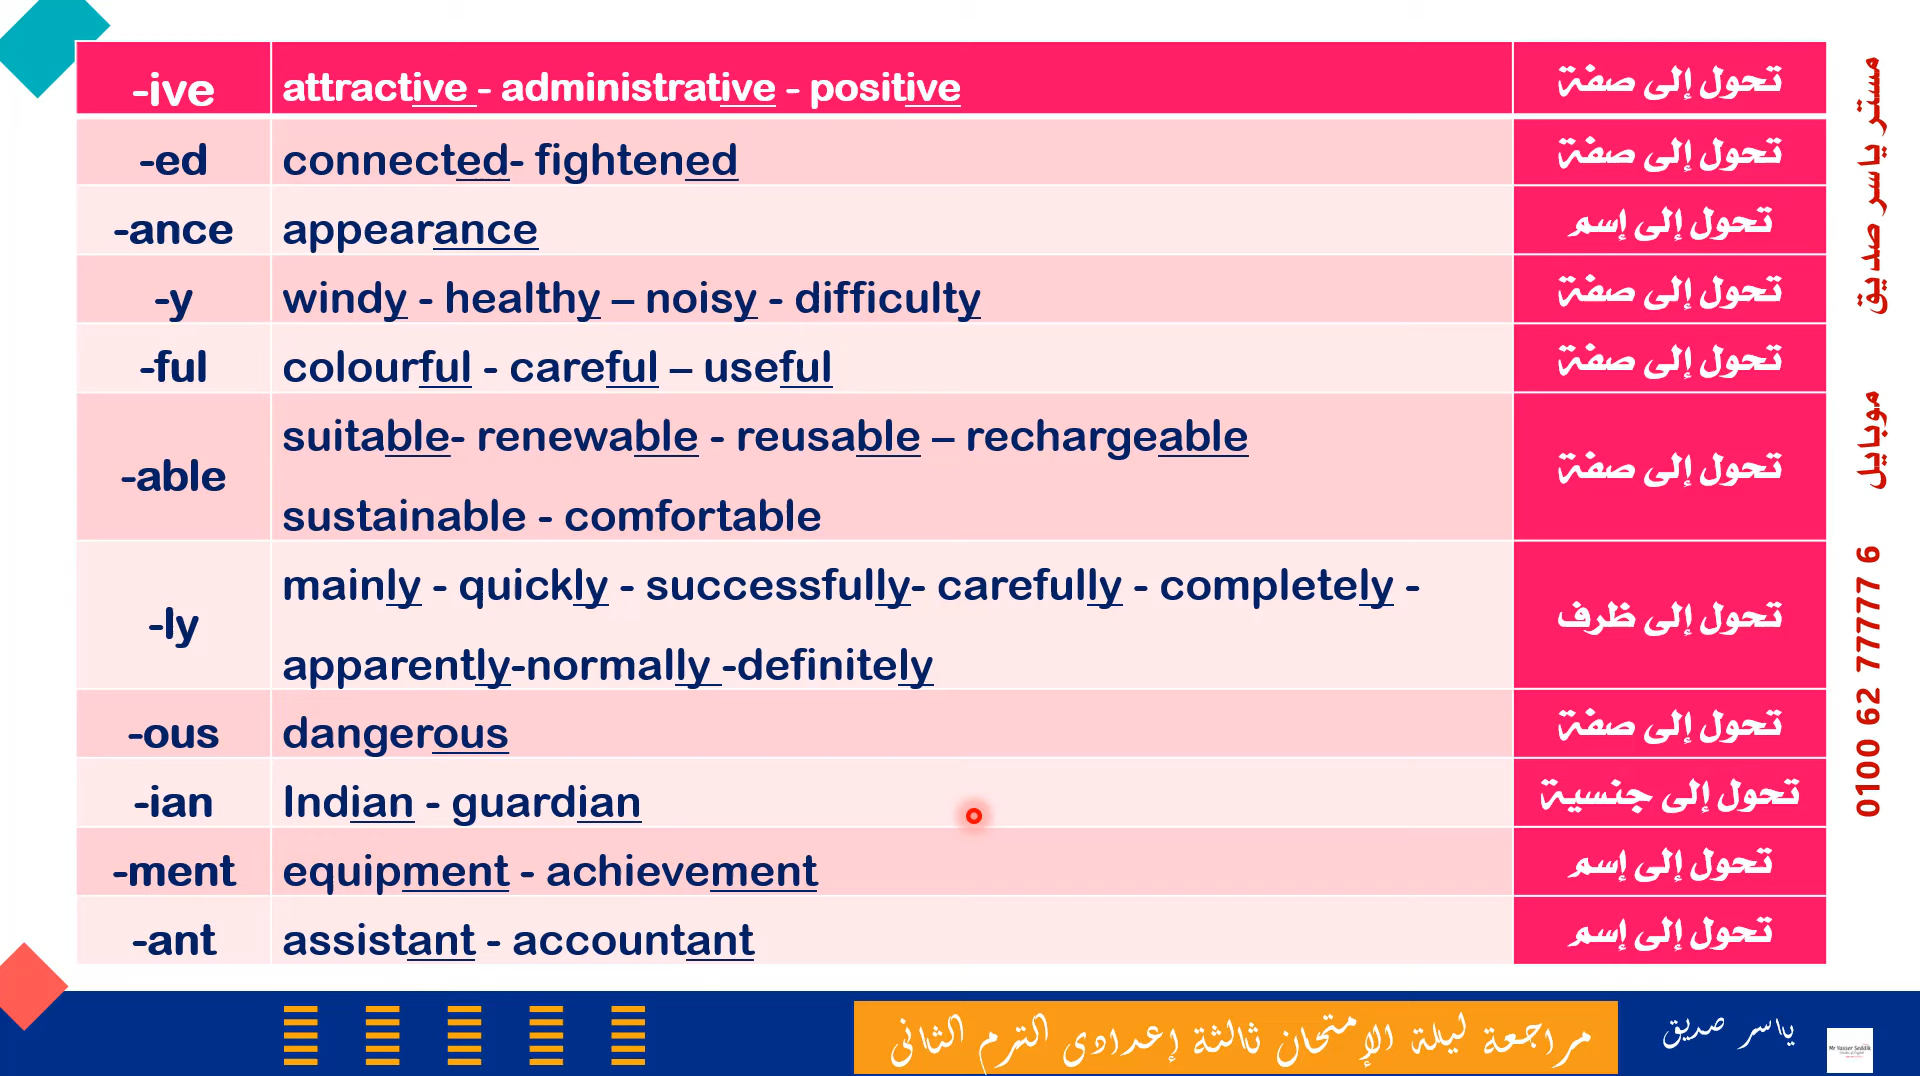 -ive attractive - administrative - positive تحول إلى صفة
-ed connected- fightened تحول إلى صفة
-ance appearance تحول إلى إسم
-y windy - healthy – noisy - difficulty تحول إلى صفة
-ful colourful - careful – useful تحول إلى صفة
-able suitable- renewable - reusable – rechargeable
sustainable - comfortable تحول إلى صفة
-ly mainly - quickly - successfully- carefully - completely -
apparently-normally -definitely تحول إلى ظرف
-ous dangerous تحول إلى صفة
-ian Indian - guardian تحول إلى جنسية
-ment equipment - achievement تحول إلى إسم
-ant assistant - accountant تحول إلى إسم
مستر ياسر صديق موبايل 0100 62 77777 6
مراجعة ليلة الإمتحان ثالثة إعدادى الترم الثانى
ياسر صديق
Mr Yasser Seddik